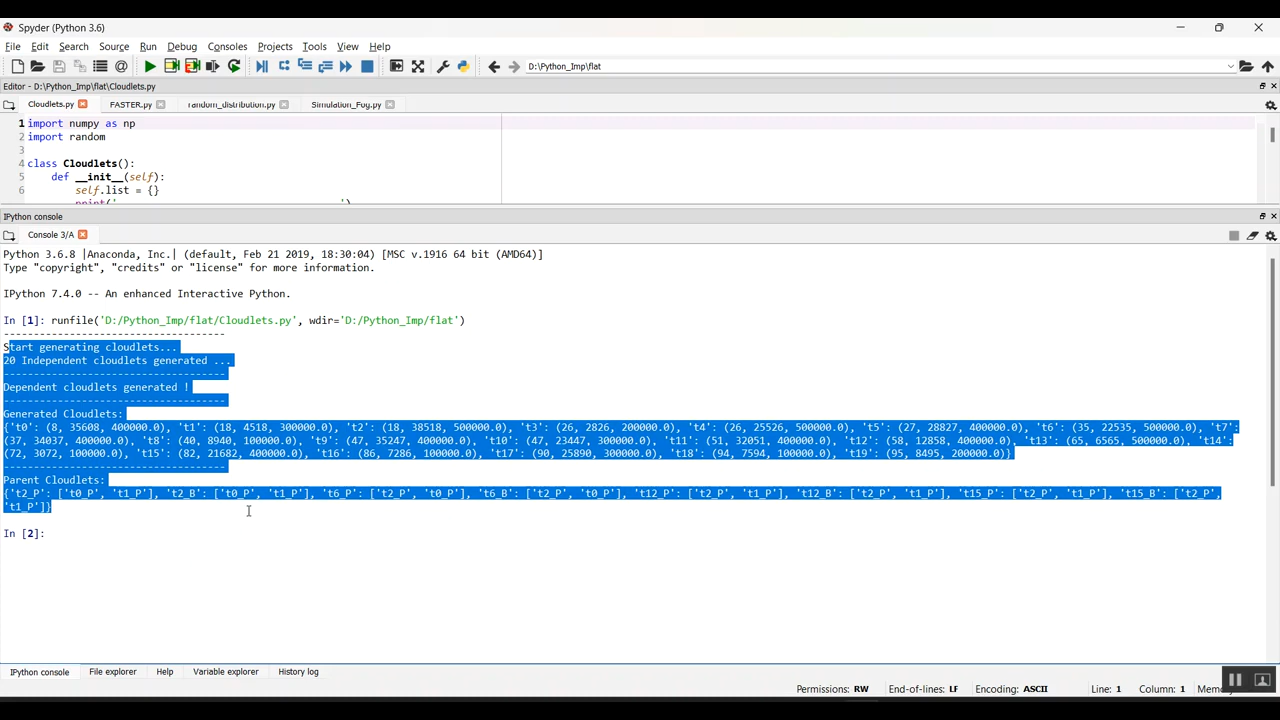 Spyder (Python 3.6)
File Edit Search Source Run Debug Consoles Projects Tools View Help
D:\Python_Imp\flat
Editor - D:\Python_Imp\flat\Cloudlets.py
Cloudlets.py FASTER.py random_distribution.py Simulation_Fog.py
1 import numpy as np
2 import random
3
4 class Cloudlets():
5 def __init__(self):
6 self.list = {}
print('------------------------------------')
IPython console
Console 3/A
Python 3.6.8 |Anaconda, Inc.| (default, Feb 21 2019, 18:30:04) [MSC v.1916 64 bit (AMD64)]
Type "copyright", "credits" or "license" for more information.
IPython 7.4.0 -- An enhanced Interactive Python.
In [1]: runfile('D:/Python_Imp/flat/Cloudlets.py', wdir='D:/Python_Imp/flat')
-------------------------------------
Start generating cloudlets...
20 Independent cloudlets generated ...
-------------------------------------
Dependent cloudlets generated !
-------------------------------------
Generated Cloudlets:
{'t0': (8, 35608, 400000.0), 't1': (18, 4518, 300000.0), 't2': (18, 38518, 500000.0), 't3': (26, 2826, 200000.0), 't4': (26, 25526, 500000.0), 't5': (27, 28827, 400000.0), 't6': (35, 22535, 500000.0), 't7':
(37, 34037, 400000.0), 't8': (40, 8940, 100000.0), 't9': (47, 35247, 400000.0), 't10': (47, 23447, 300000.0), 't11': (51, 32051, 400000.0), 't12': (58, 12858, 400000.0), 't13': (65, 6565, 500000.0), 't14':
(72, 3072, 100000.0), 't15': (82, 21682, 400000.0), 't16': (86, 7286, 100000.0), 't17': (90, 25890, 300000.0), 't18': (94, 7594, 100000.0), 't19': (95, 8495, 200000.0)}
-------------------------------------
Parent Cloudlets:
{'t2_P': ['t0_P', 't1_P'], 't2_B': ['t0_P', 't1_P'], 't6_P': ['t2_P', 't0_P'], 't6_B': ['t2_P', 't0_P'], 't12_P': ['t2_P', 't1_P'], 't12_B': ['t2_P', 't1_P'], 't15_P': ['t2_P', 't1_P'], 't15_B': ['t2_P',
't1_P']}
In [2]:
IPython console File explorer Help Variable explorer History log
Permissions: RW End-of-lines: LF Encoding: ASCII Line: 1 Column: 1